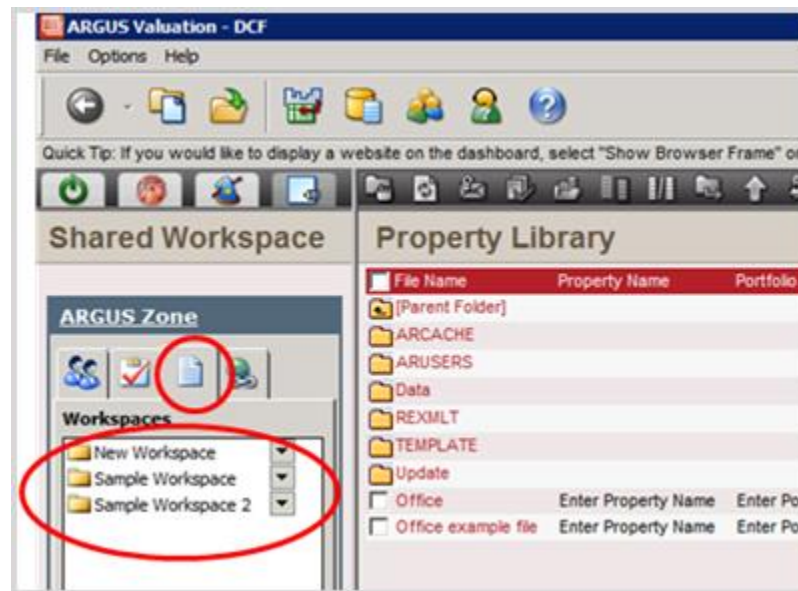 ARGUS Valuation - DCF
File Options Help
Quick Tip: If you would like to display a website on the dashboard, select "Show Browser Frame"
Shared Workspace
Property Library
File Name Property Name Portfolio
ARGUS Zone
[Parent Folder]
ARCACHE
ARUSERS
Data
REXMLT
TEMPLATE
Update
Office Enter Property Name Enter
Office example file Enter Property Name Enter
Workspaces
New Workspace
Sample Workspace
Sample Workspace 2